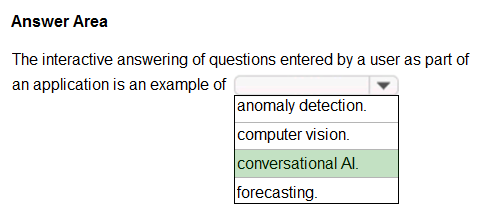 Answer Area
The interactive answering of questions entered by a user as part of
an application is an example of
anomaly detection.
computer vision.
conversational AI.
forecasting.